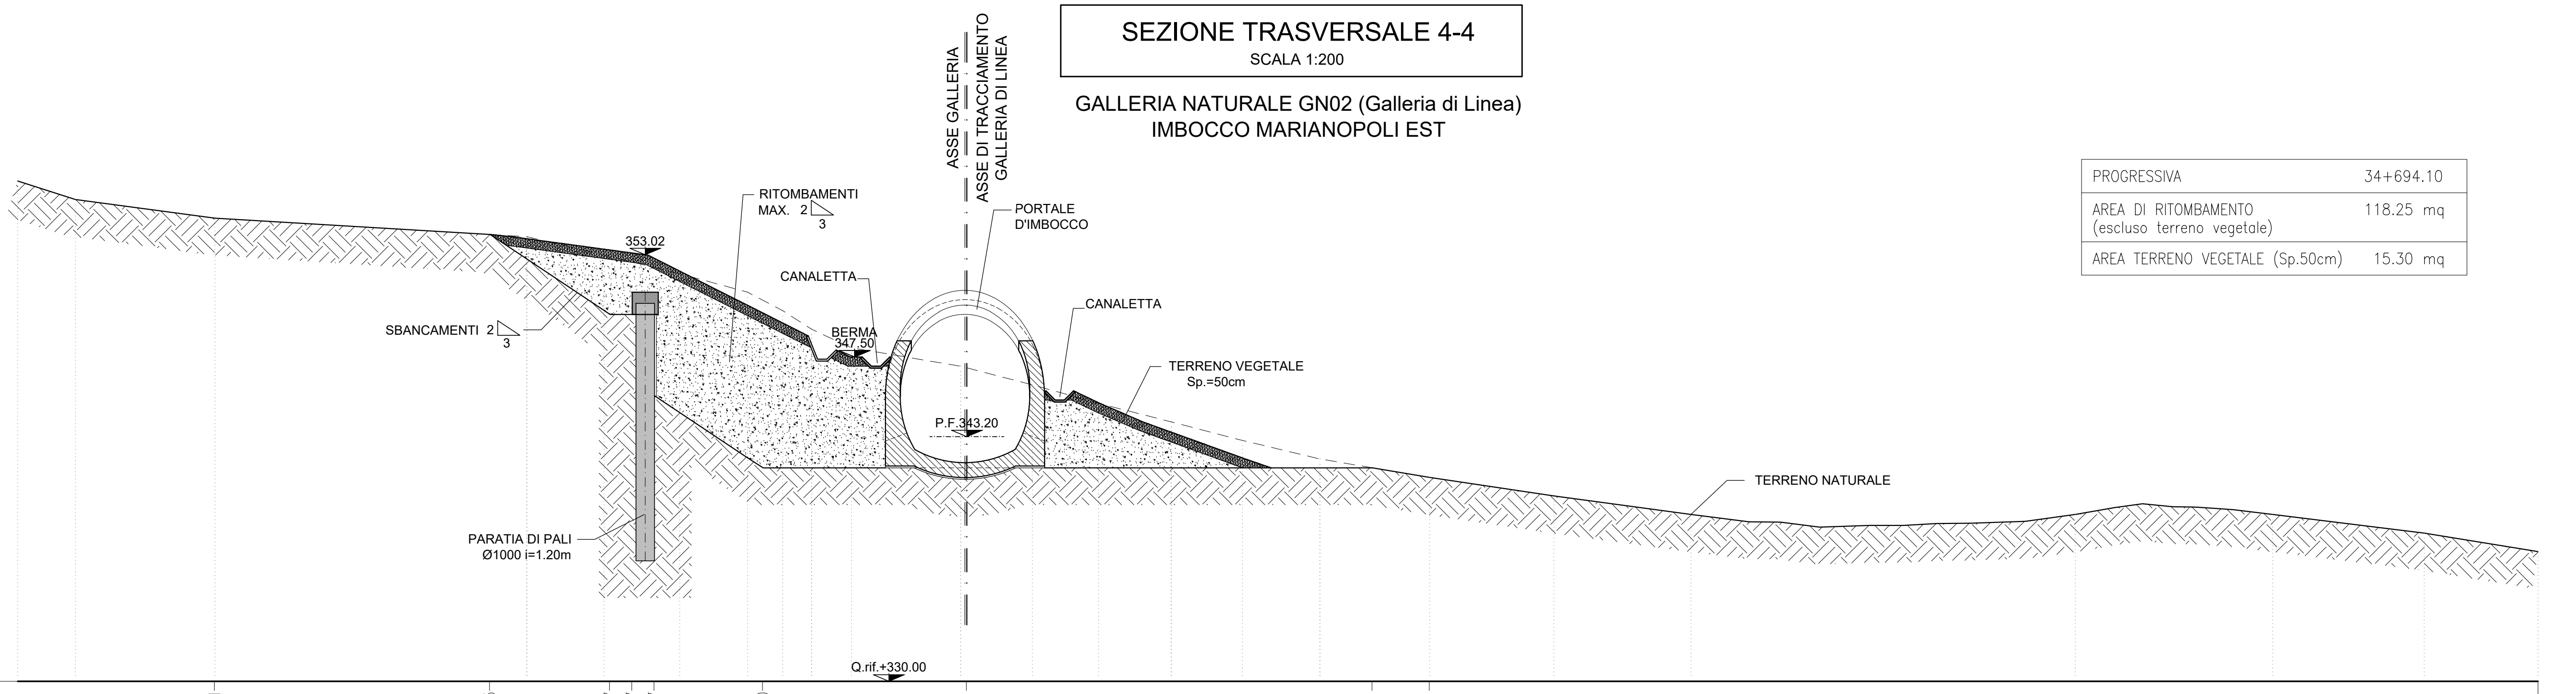 SEZIONE TRASVERSALE 4-4
SCALA 1:200
GALLERIA NATURALE GN02 (Galleria di Linea)
IMBOCCO MARIANOPOLI EST
ASSE GALLERIA
ASSE DI TRACCIAMENTO
GALLERIA DI LINEA
PROGRESSIVA 34+694.10
AREA DI RITOMBAMENTO 118.25 mq
(escluso terreno vegetale)
AREA TERRENO VEGETALE (Sp.50cm) 15.30 mq
RITOMBAMENTI
MAX. 2
3
PORTALE
D'IMBOCCO
353.02
CANALETTA
CANALETTA
SBANCAMENTI 2
3
BERMA
347.50
TERRENO VEGETALE
Sp.=50cm
P.F.343.20
TERRENO NATURALE
PARATIA DI PALI
Ø1000 i=1.20m
Q.rif.+330.00